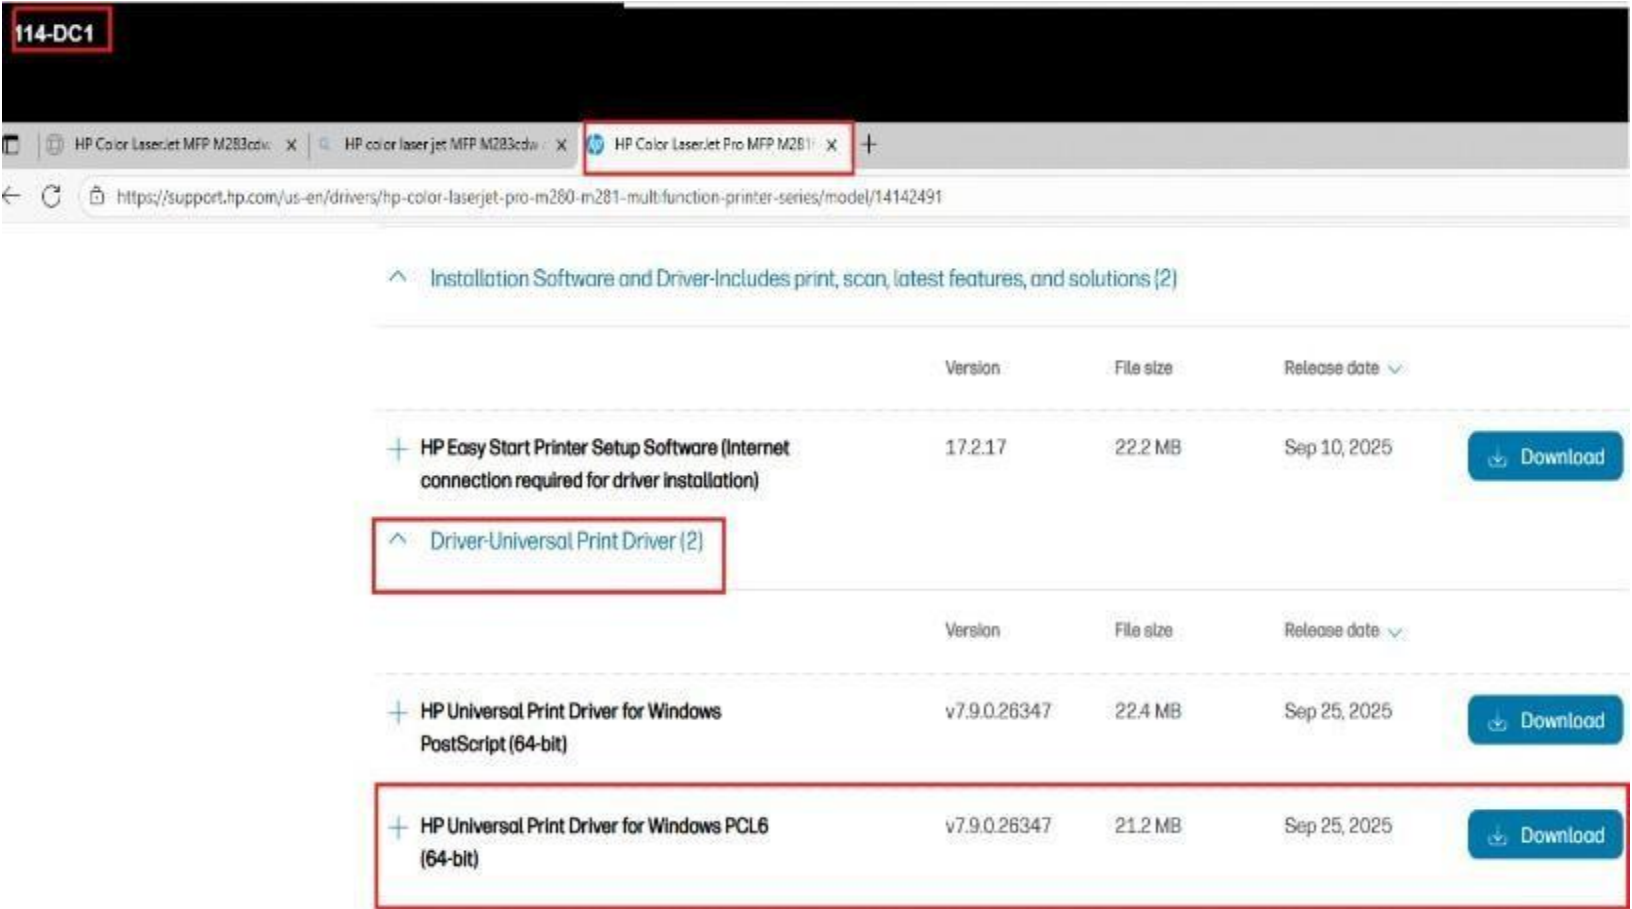 114-DC1
HP Color LaserJet MFP M283cdw
HP color laser jet MFP M283cdw
HP Color LaserJet Pro MFP M281
https://support.hp.com/us-en/drivers/hp-color-laserjet-pro-m280-m281-multifunction-printer-series/model/14142491
Installation Software and Driver-Includes print, scan, latest features, and solutions (2)
Version File size Release date
HP Easy Start Printer Setup Software (Internet 17.2.17 22.2 MB Sep 10, 2025 Download
connection required for driver installation)
Driver-Universal Print Driver (2)
Version File size Release date
HP Universal Print Driver for Windows v7.9.0.26347 22.4 MB Sep 25, 2025 Download
PostScript (64-bit)
HP Universal Print Driver for Windows PCL6 v7.9.0.26347 21.2 MB Sep 25, 2025 Download
(64-bit)